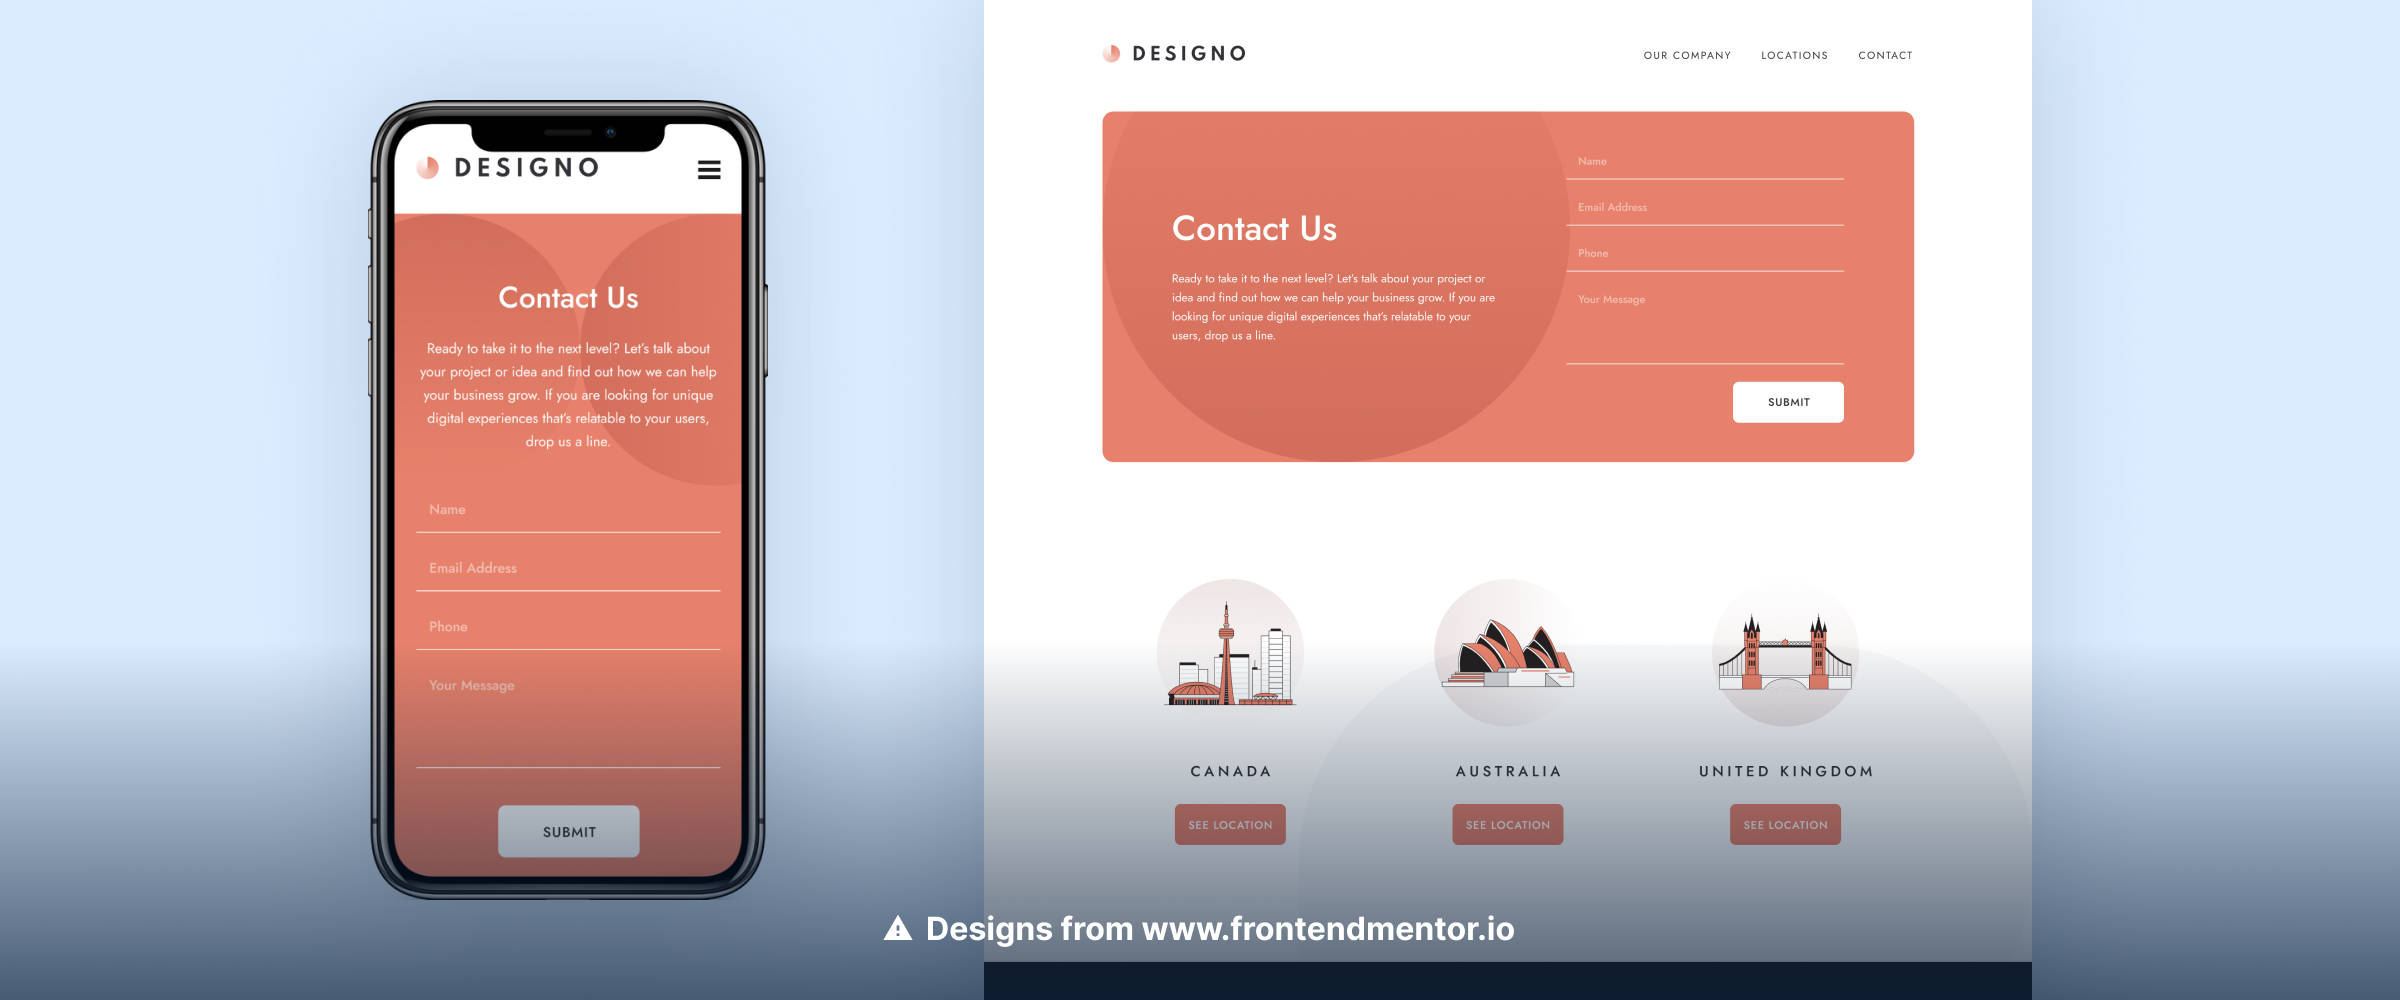 DESIGNO
Contact Us
Ready to take it to the next level? Let's talk about
your project or idea and find out how we can help
your business grow. If you are looking for unique
digital experiences that's relatable to your users,
drop us a line.
Name
Email Address
Phone
Your Message
SUBMIT
DESIGNO
OUR COMPANY LOCATIONS CONTACT
Contact Us
Ready to take it to the next level? Let's talk about your project or
idea and find out how we can help your business grow. If you are
looking for unique digital experiences that's relatable to your
users, drop us a line.
Name
Email Address
Phone
Your Message
SUBMIT
CANADA
SEE LOCATION
AUSTRALIA
SEE LOCATION
UNITED KINGDOM
SEE LOCATION
Designs from www.frontendmentor.io